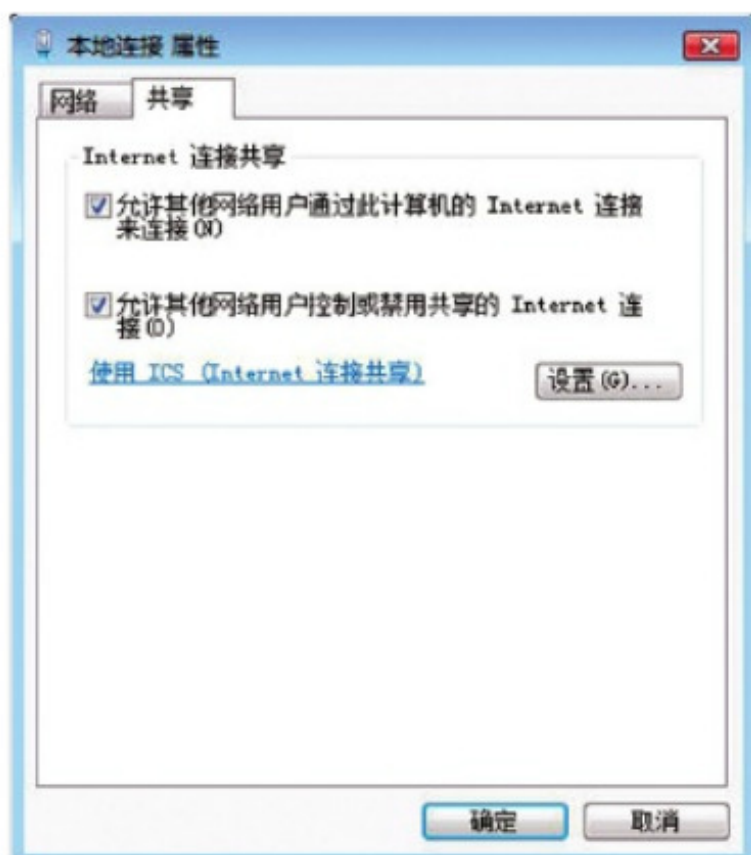 本地连接 属性
网络
共享
Internet 连接共享
允许其他网络用户通过此计算机的 Internet 连接
来连接(N)
允许其他网络用户控制或禁用共享的 Internet 连
接(O)
使用 ICS (Internet 连接共享)
设置(G)...
确定
取消